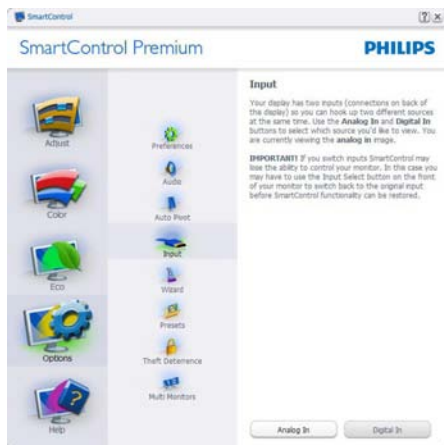 SmartControl
SmartControl Premium
PHILIPS
Adjust
Color
Eco
Options
Help
Preferences
Audio
Auto Pivot
Input
Wizard
Presets
Theft Deterrence
Multi Monitors
Input
Your display has two inputs (connections on back of
the display) so you can hook up two different sources
at the same time. Use the Analog In and Digital In
buttons to select which source you'd like to view. You
are currently viewing the analog in image.
IMPORTANT! If you switch inputs SmartControl may
lose the ability to control your monitor. In this case you
may have to use the Input Select button on the front
of your monitor to switch back to the original input
before SmartControl functionality can be restored.
Analog In
Digital In